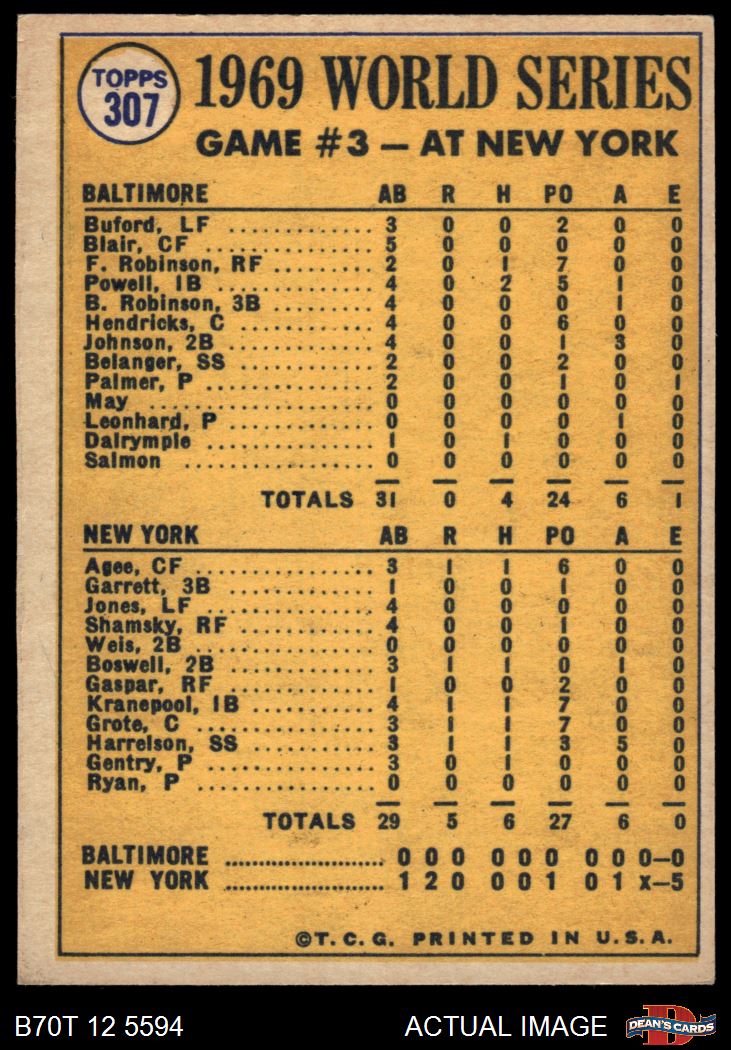 TOPPS
307
1969 WORLD SERIES
GAME #3 – AT NEW YORK
BALTIMORE AB R H PO A E
Buford, LF .............. 3 0 0 2 0 0
Blair, CF ................ 5 0 0 0 0 0
F. Robinson, RF ......... 2 0 1 7 0 0
Powell, 1B .............. 4 0 2 5 1 0
B. Robinson, 3B .......... 4 0 0 0 1 0
Hendricks, C ............ 4 0 0 6 0 0
Johnson, 2B .............. 4 0 0 1 3 0
Belanger, SS ............. 2 0 0 2 0 0
Palmer, P ................ 2 0 0 1 0 1
May ..................... 0 0 0 0 0 0
Leonhard, P .............. 0 0 0 0 1 0
Dalrymple ................ 1 0 1 0 0 0
Salmon .................. 0 0 0 0 0 0
TOTALS 31 0 4 24 6 1
NEW YORK AB R H PO A E
Agee, CF ................ 3 1 1 6 0 0
Garrett, 3B .............. 1 0 0 1 0 0
Jones, LF ................ 4 0 0 0 0 0
Shamsky, RF ............. 4 0 0 1 0 0
Weis, 2B ................ 0 0 0 0 0 0
Boswell, 2B .............. 3 1 1 0 1 0
Gaspar, RF .............. 1 0 0 2 0 0
Kranepool, 1B ............ 4 1 1 7 0 0
Grote, C ................ 3 1 1 7 0 0
Harrelson, SS ............ 3 1 1 3 5 0
Gentry, P ................ 3 0 1 0 0 0
Ryan, P ................. 0 0 0 0 0 0
TOTALS 29 5 6 27 6 0
BALTIMORE ...................... 0 0 0 0 0 0 0 0 0–0
NEW YORK ...................... 1 2 0 0 0 1 0 1 x–5
©T.C.G. PRINTED IN U.S.A.
B70T 12 5594 ACTUAL IMAGE D DEAN'S CARDS